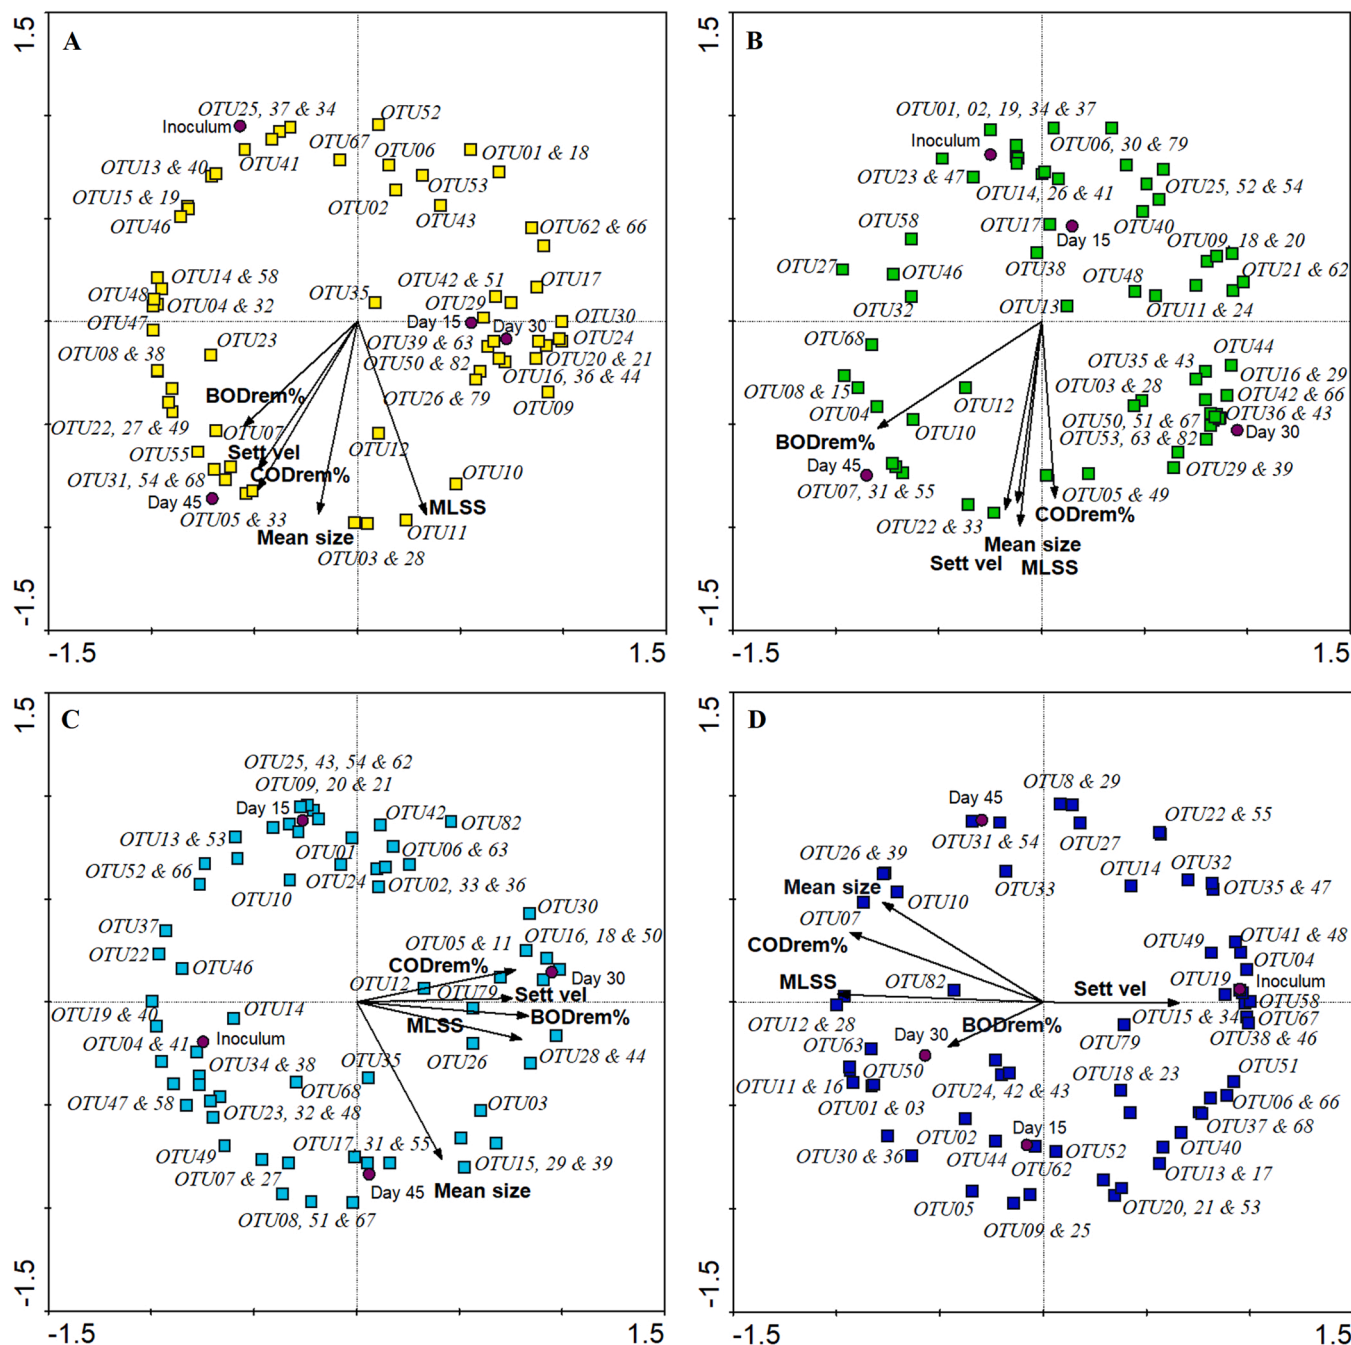 A
1.5
OTU25, 37 & 34
Inoculum
OTU52
OTU67
OTU06
OTU01 & 18
OTU41
OTU13 & 40
OTU53
OTU15 & 19
OTU02
OTU43
OTU46
OTU62 & 66
OTU14 & 58
OTU42 & 51
OTU17
OTU48
OTU04 & 32
OTU35
OTU29
OTU30
OTU47
Day 15
Day 30
OTU24
OTU23
OTU39 & 63
OTU08 & 38
OTU50 & 82
OTU20 & 21
OTU16, 36 & 44
BODrem%
OTU26 & 79
OTU09
OTU22, 27 & 49
OTU07
OTU12
OTU55
Sett vel
CODrem%
OTU10
OTU31, 54 & 68
Day 45
MLSS
OTU05 & 33
OTU11
Mean size
OTU03 & 28
-1.5
-1.5
1.5
B
1.5
OTU01, 02, 19, 34 & 37
Inoculum
OTU06, 30 & 79
OTU23 & 47
OTU14, 26 & 41
OTU25, 52 & 54
OTU58
OTU17
OTU40
Day 15
OTU09, 18 & 20
OTU27
OTU46
OTU38
OTU48
OTU21 & 62
OTU32
OTU13
OTU11 & 24
OTU68
OTU35 & 43
OTU44
OTU08 & 15
OTU03 & 28
OTU16 & 29
OTU12
OTU42 & 66
OTU04
OTU50, 51 & 67
OTU36 & 43
OTU10
BODrem%
OTU53, 63 & 82
Day 30
Day 45
OTU29 & 39
OTU07, 31 & 55
OTU05 & 49
CODrem%
OTU22 & 33
Mean size
Sett vel
MLSS
-1.5
-1.5
1.5
C
1.5
OTU25, 43, 54 & 62
OTU09, 20 & 21
Day 15
OTU42
OTU82
OTU13 & 53
OTU01
OTU06 & 63
OTU52 & 66
OTU24
OTU02, 33 & 36
OTU10
OTU30
OTU37
OTU05 & 11
OTU16, 18 & 50
OTU22
OTU46
CODrem%
OTU12
OTU79
Day 30
Sett vel
OTU19 & 40
OTU14
MLSS
BODrem%
OTU04 & 41
Inoculum
OTU34 & 38
OTU35
OTU26
OTU28 & 44
OTU68
OTU47 & 58
OTU23, 32 & 48
OTU03
OTU49
OTU17, 31 & 55
OTU07 & 27
OTU15, 29 & 39
Day 45
Mean size
OTU08, 51 & 67
-1.5
-1.5
1.5
D
1.5
OTU8 & 29
Day 45
OTU22 & 55
OTU31 & 54
OTU27
OTU26 & 39
OTU14
OTU32
Mean size
OTU33
OTU35 & 47
OTU10
OTU07
OTU41 & 48
CODrem%
OTU49
OTU04
MLSS
OTU82
OTU19
Inoculum
Sett vel
OTU58
OTU12 & 28
BODrem%
OTU15 & 34
OTU67
OTU63
Day 30
OTU79
OTU38 & 46
OTU50
OTU51
OTU11 & 16
OTU24, 42 & 43
OTU18 & 23
OTU01 & 03
OTU06 & 66
OTU02
Day 15
OTU37 & 68
OTU30 & 36
OTU44
OTU62
OTU52
OTU40
OTU13 & 17
OTU05
OTU20, 21 & 53
OTU09 & 25
-1.5
-1.5
1.5